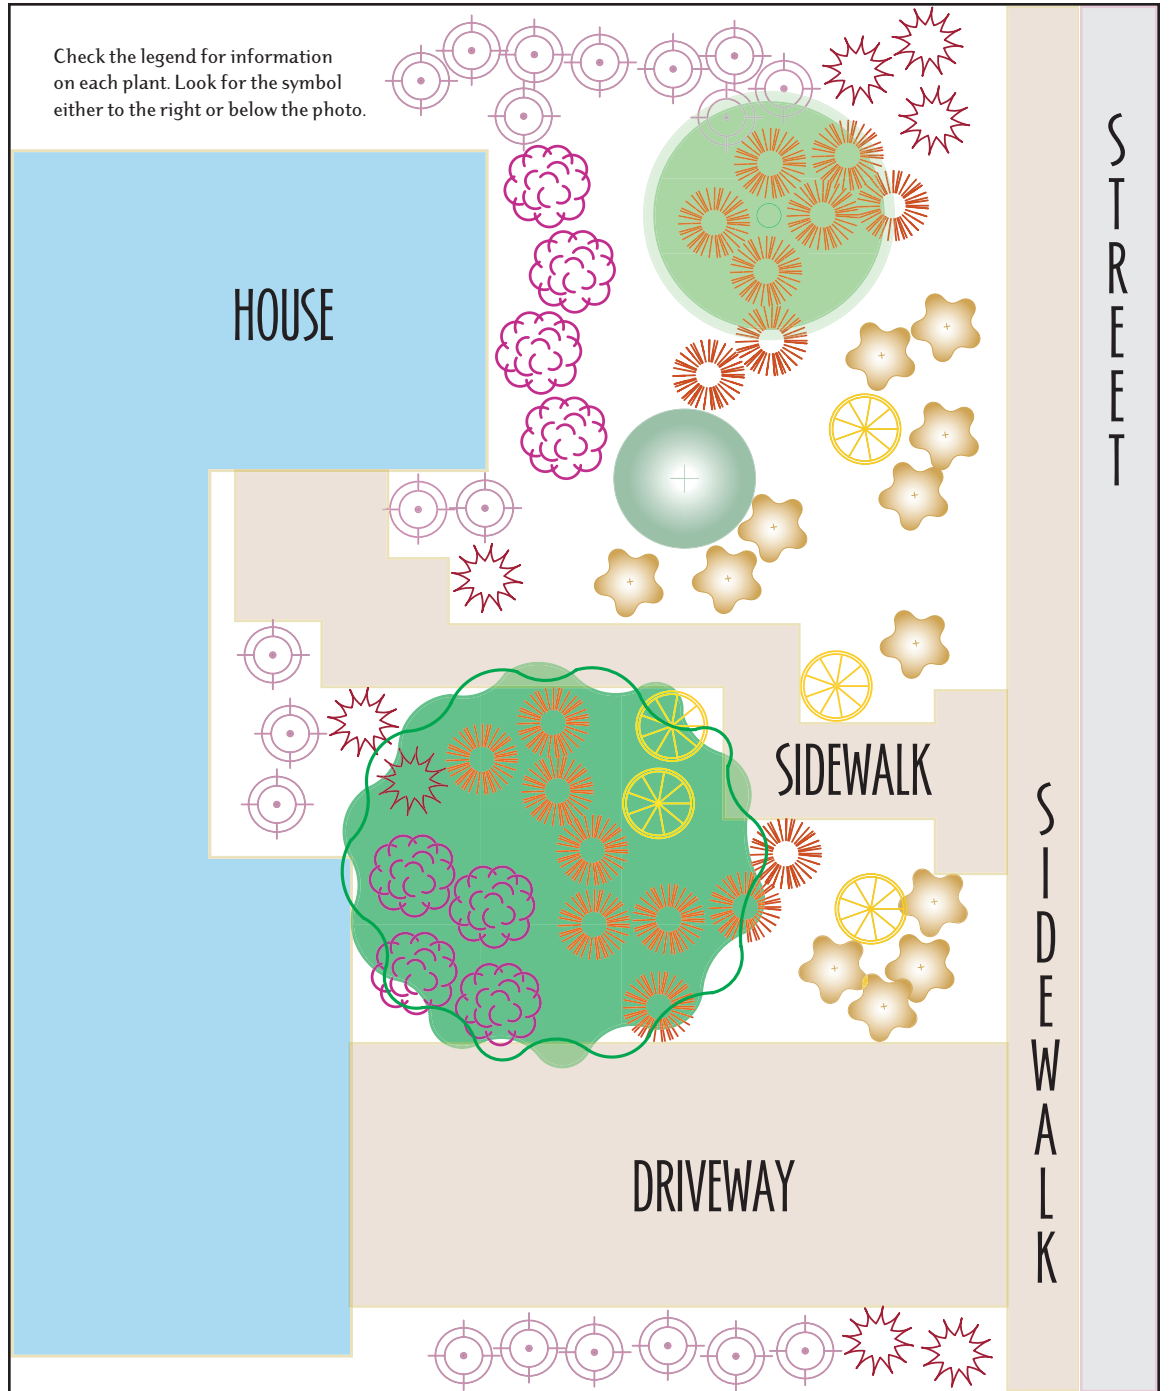 Check the legend for information
on each plant. Look for the symbol
either to the right or below the photo.
HOUSE
STREET
SIDEWALK
SIDEWALK
DRIVEWAY